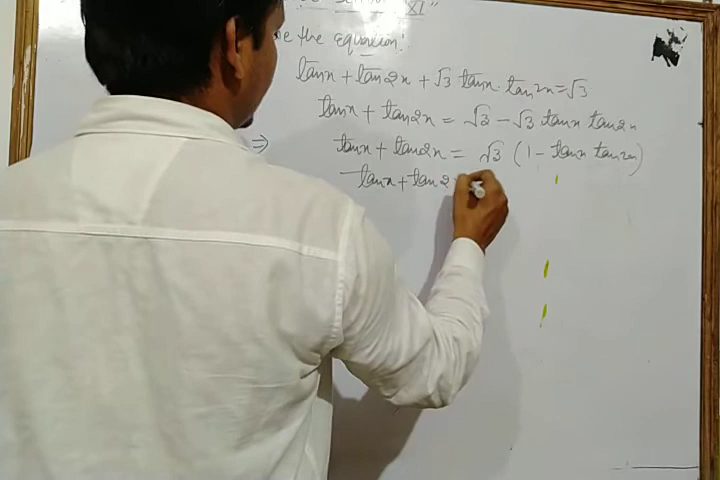 XI"
the equation:
tanx + tan2x + √3 tanx. tan2x = √3
tanx + tan2x = √3 - √3 tanx tan2x
⇒ tanx + tan2x = √3 (1 - tanx tan2x)
tanx + tan2